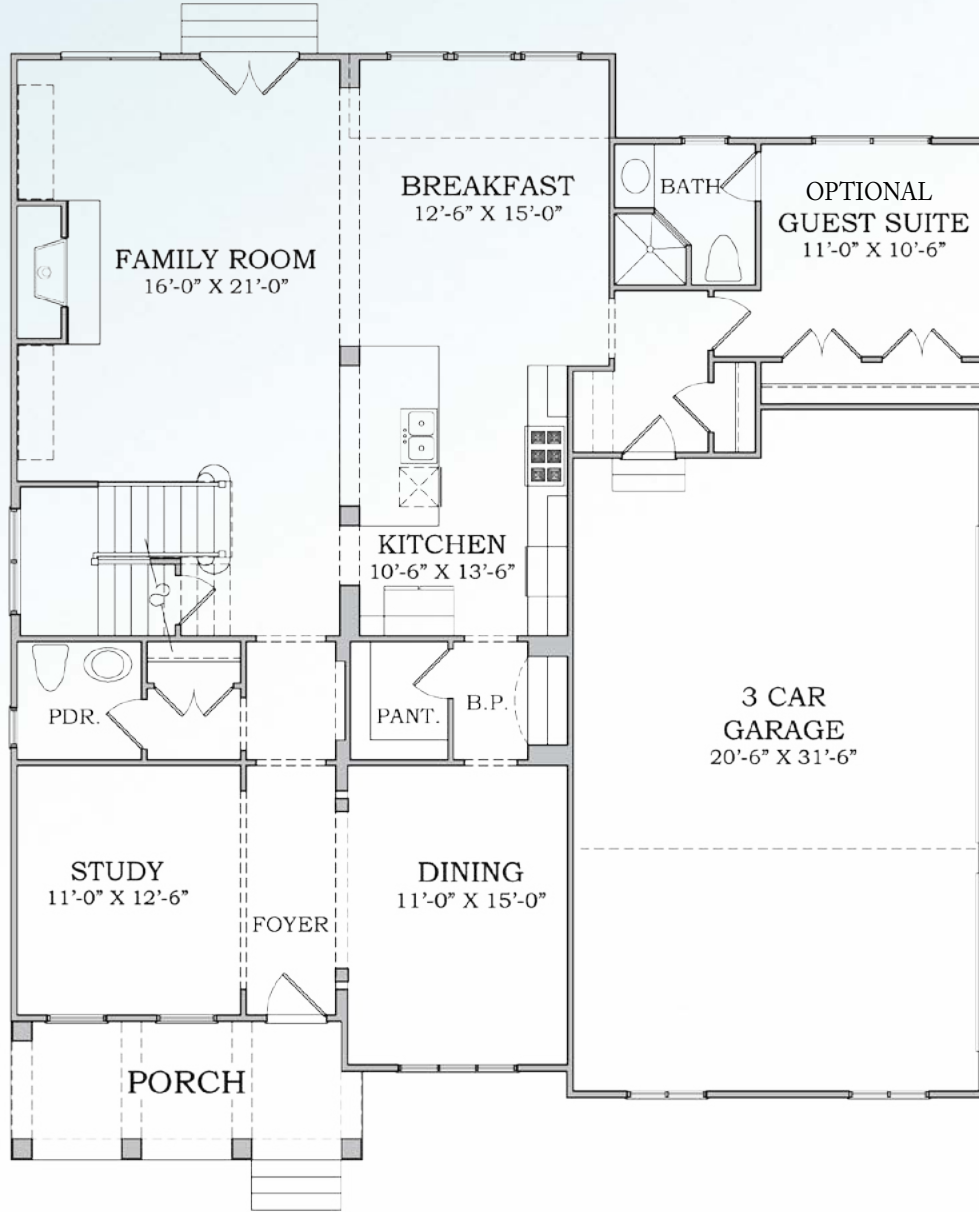 BREAKFAST
12'-6" X 15'-0"
BATH
OPTIONAL
GUEST SUITE
11'-0" X 10'-6"
FAMILY ROOM
16'-0" X 21'-0"
KITCHEN
10'-6" X 13'-6"
PDR.
PANT.
B.P.
3 CAR
GARAGE
20'-6" X 31'-6"
STUDY
11'-0" X 12'-6"
FOYER
DINING
11'-0" X 15'-0"
PORCH